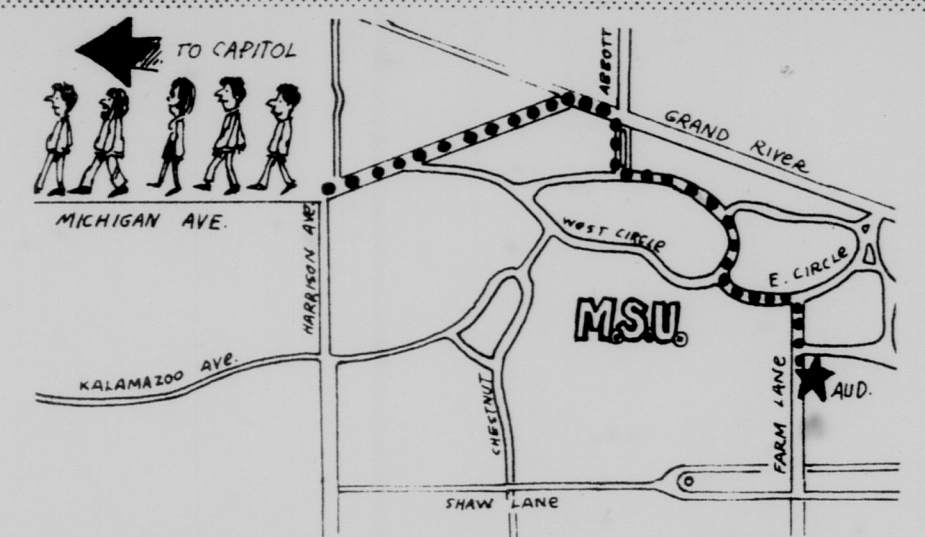 TO CAPITOL
ABBOTT
GRAND RIVER
MICHIGAN AVE.
HARRISON AVE.
WEST CIRCLE
E. CIRCLE
M.S.U.
KALAMAZOO AVe.
CHESTNUT
FARM LANE
AUD.
SHAW LANe